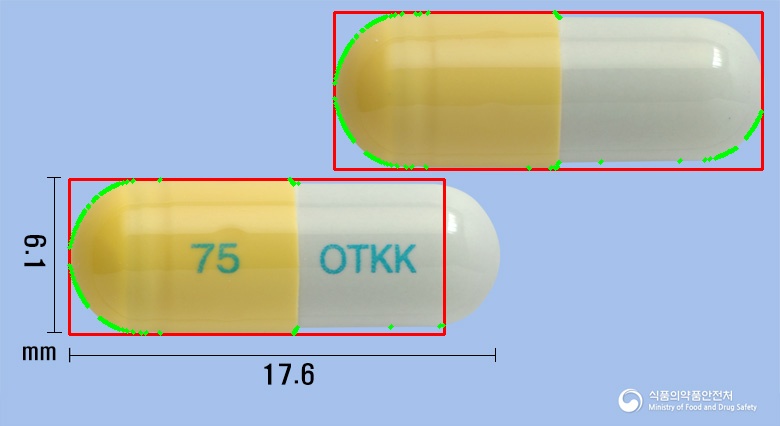 75 OTKK
6.1
mm
17.6
식품의약품안전처
Ministry of Food and Drug Safety